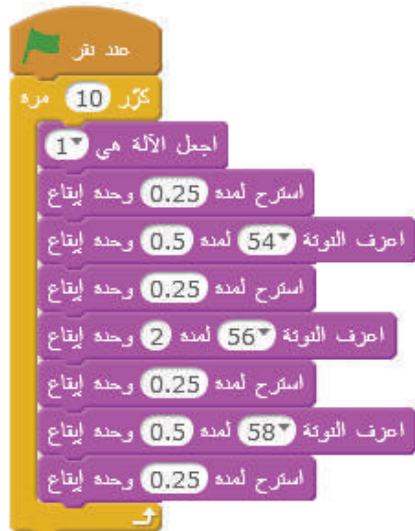 عند نقر
كرّر 10 مرة
اجعل الآلة هي 1
استرح لمدة 0.25 وحدة إيقاع
اعزف النوتة 54 لمدة 0.5 وحدة إيقاع
استرح لمدة 0.25 وحدة إيقاع
اعزف النوتة 56 لمدة 2 وحدة إيقاع
استرح لمدة 0.25 وحدة إيقاع
اعزف النوتة 58 لمدة 0.5 وحدة إيقاع
استرح لمدة 0.25 وحدة إيقاع